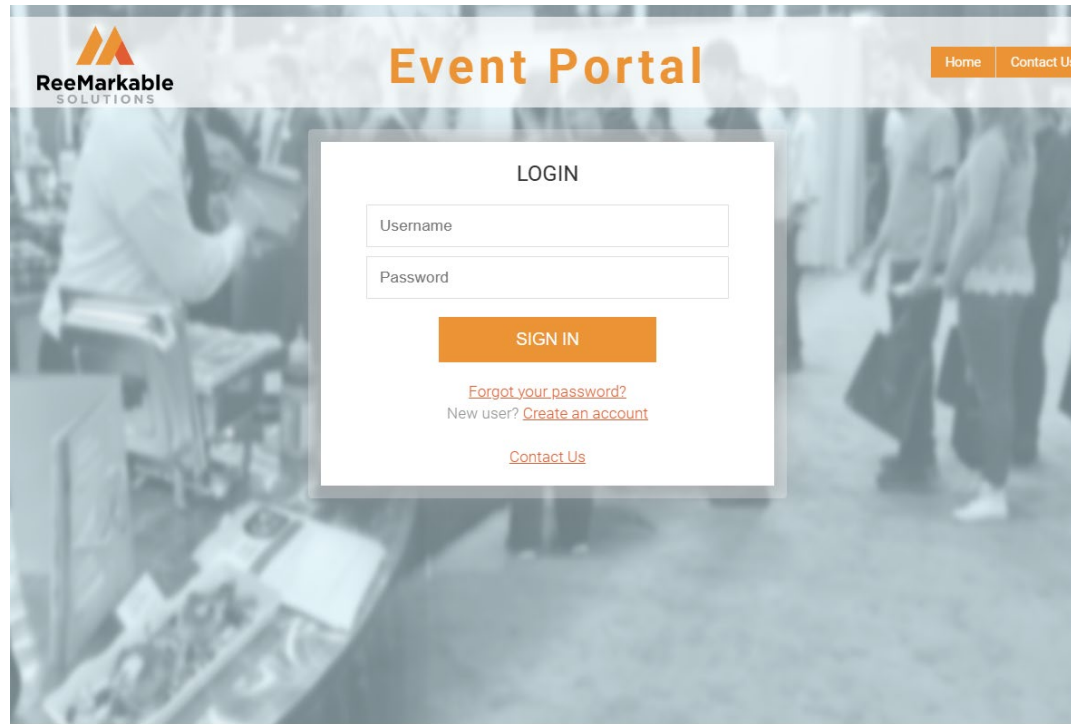 ReeMarkable
SOLUTIONS
Event Portal
Home
Contact Us
LOGIN
Username
Password
SIGN IN
Forgot your password?
New user? Create an account
Contact Us